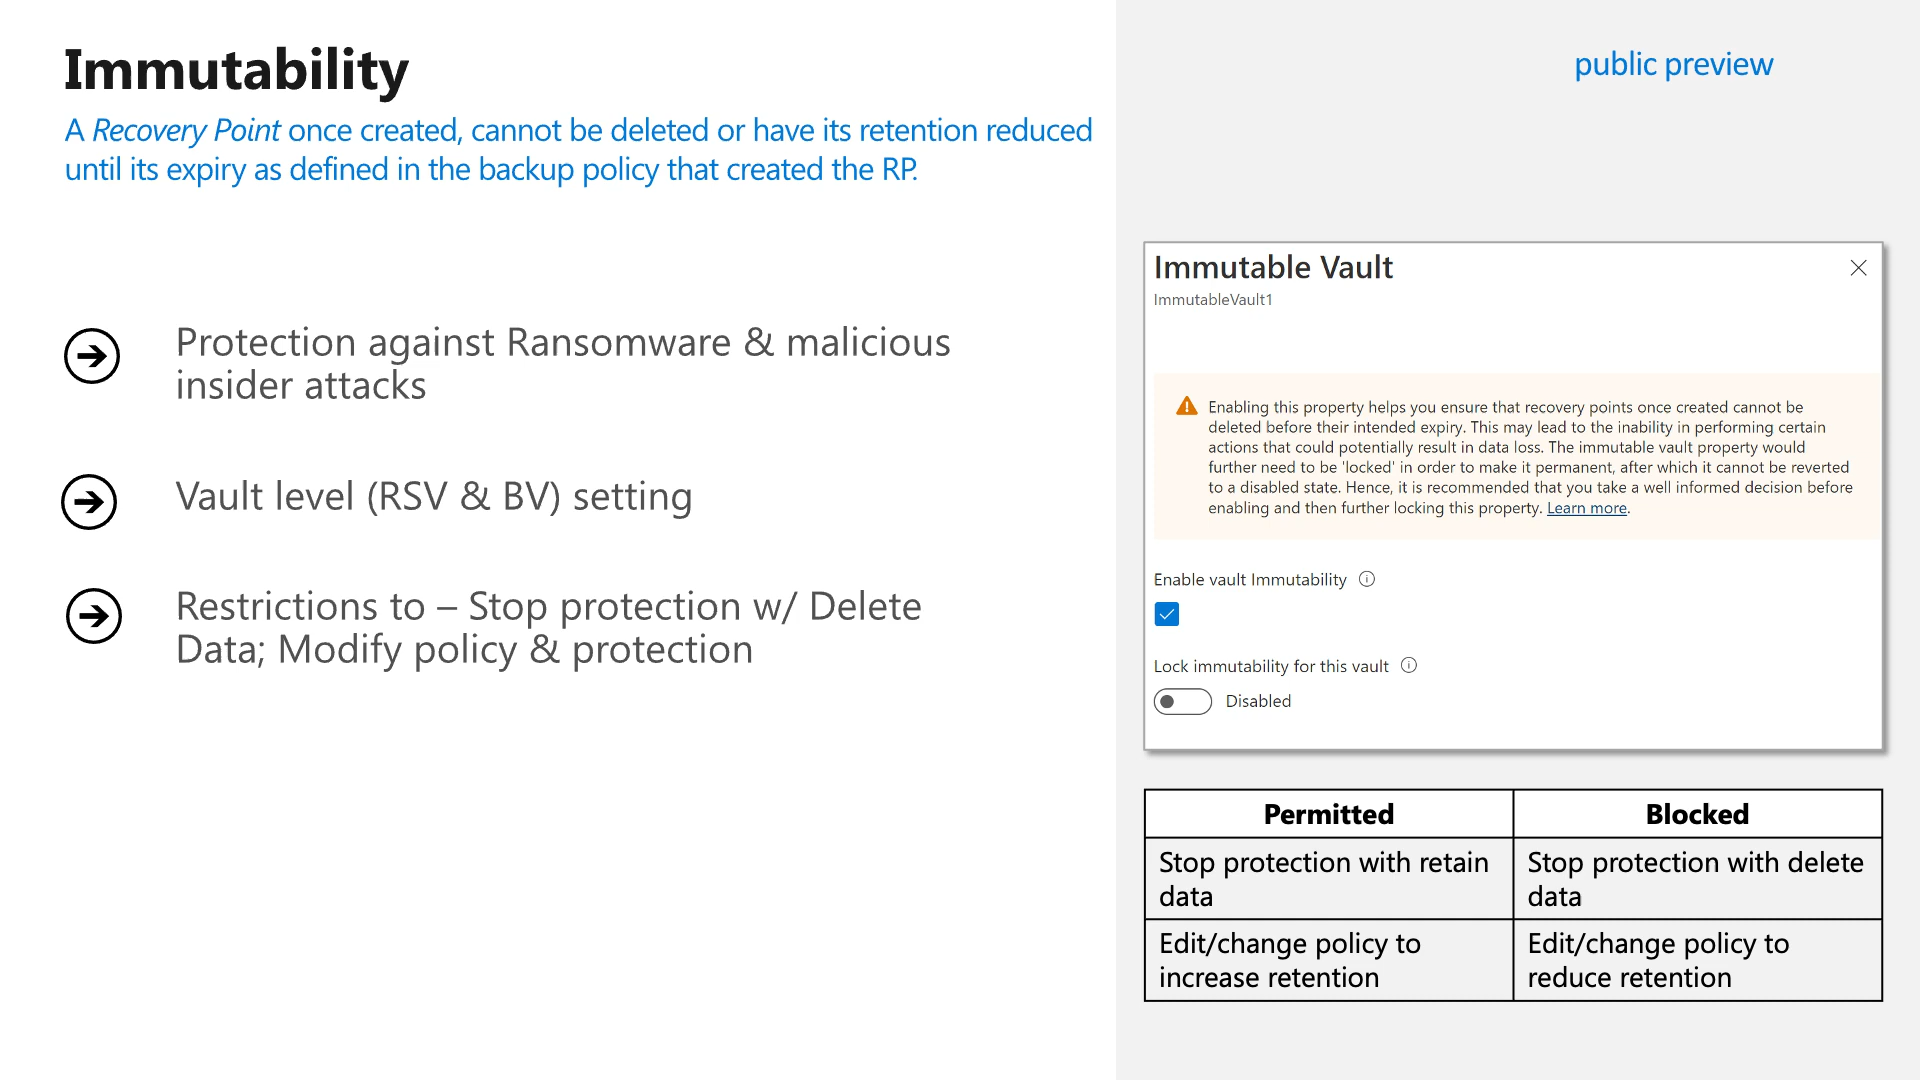 Immutability
A Recovery Point once created, cannot be deleted or have its retention reduced
until its expiry as defined in the backup policy that created the RP.
Protection against Ransomware & malicious
insider attacks
Vault level (RSV & BV) setting
Restrictions to – Stop protection w/ Delete
Data; Modify policy & protection
public preview
Immutable Vault
ImmutableVault1
Enabling this property helps you ensure that recovery points once created cannot be
deleted before their intended expiry. This may lead to the inability in performing certain
actions that could potentially result in data loss. The immutable vault property would
further need to be 'locked' in order to make it permanent, after which it cannot be reverted
to a disabled state. Hence, it is recommended that you take a well informed decision before
enabling and then further locking this property. Learn more.
Enable vault Immutability
Lock immutability for this vault
Disabled
Permitted Blocked
Stop protection with retain
data
Stop protection with delete
data
Edit/change policy to
increase retention
Edit/change policy to
reduce retention